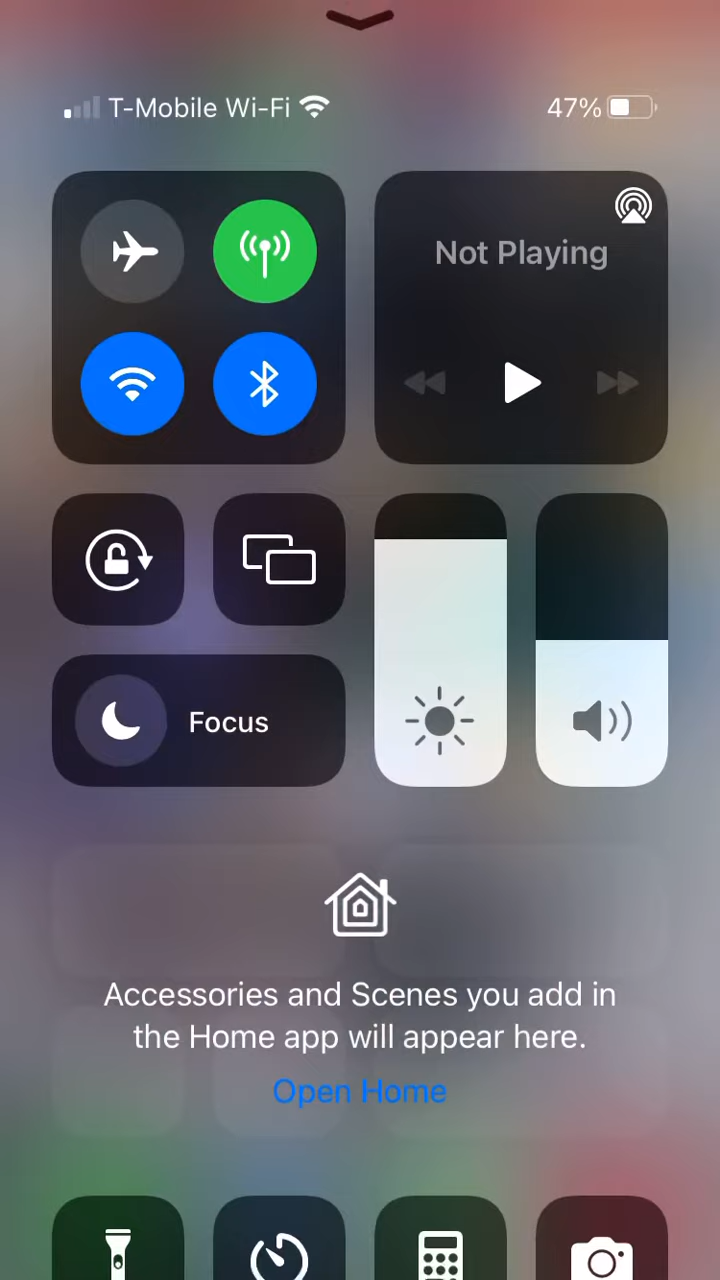 T-Mobile Wi-Fi 47%
Not Playing
Focus
Accessories and Scenes you add in
the Home app will appear here.
Open Home